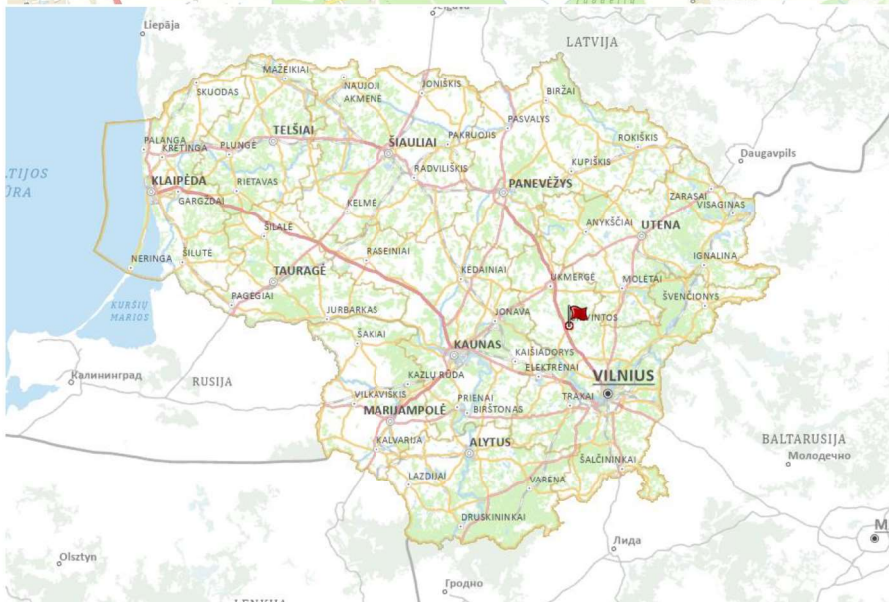 Liepāja
LATVIJA
MAŽEIKIAI
SKUODAS
NAUJOJI
AKMENĖ
JONIŠKIS
BIRŽAI
PASVALYS
ROKIŠKIS
PALANGA
KRETINGA
PLUNGĖ
TELŠIAI
ŠIAULIAI
PAKRUOJIS
KUPIŠKIS
Daugavpils
TIJOS
ŪRA
KLAIPĖDA
GARGŽDAI
RIETAVAS
RADVILIŠKIS
PANEVĖŽYS
ZARASAI
VISAGINAS
KELMĖ
ANYKŠČIAI
UTENA
ŠILALĖ
NERINGA
ŠILUTĖ
RASEINIAI
IGNALINA
TAURAGĖ
KĖDAINIAI
UKMERGĖ
MOLĖTAI
ŠVENČIONYS
KURŠIŲ
MARIOS
PAGĖGIAI
JURBARKAS
JONAVA
VINTOS
ŠAKIAI
KAUNAS
KAIŠIADORYS
ELEKTRĖNAI
VILNIUS
Калининград
RUSIJA
KAZLŲ RŪDA
VILKAVIŠKIS
PRIENAI
BIRŠTONAS
TRAKAI
MARIJAMPOLĖ
KALVARIJA
ALYTUS
BALTARUSIJA
Молодечно
ŠALČININKAI
LAZDIJAI
VARĖNA
DRUSKININKAI
Лида
Olsztyn
Гродно